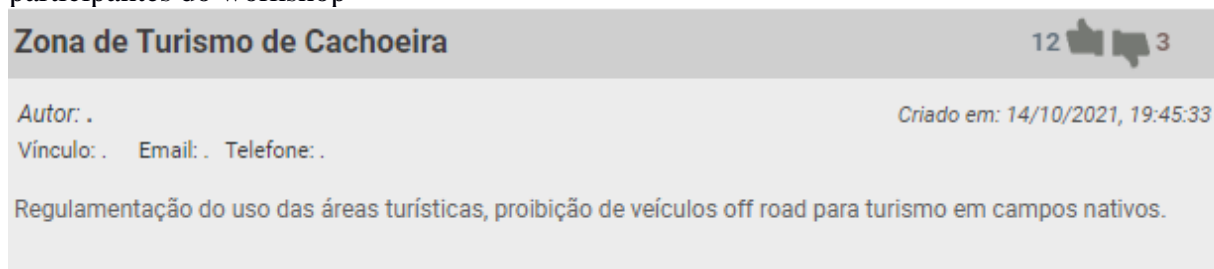 participantes do workshop
Zona de Turismo de Cachoeira 12 3
Autor: . Criado em: 14/10/2021, 19:45:33
Vínculo: . Email: . Telefone: .
Regulamentação do uso das áreas turísticas, proibição de veículos off road para turismo em campos nativos.